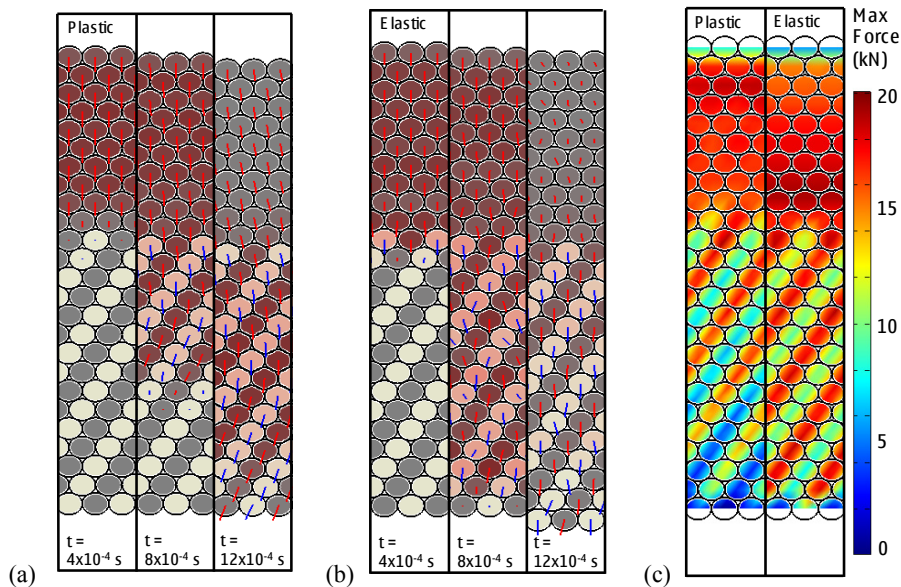 Plastic
t =
4x10⁻⁴ s
t =
8x10⁻⁴ s
t =
12x10⁻⁴ s
(a)
Elastic
t =
4x10⁻⁴ s
t =
8x10⁻⁴ s
t =
12x10⁻⁴ s
(b)
Plastic
Elastic
(c)
Max
Force
(kN)
20
15
10
5
0